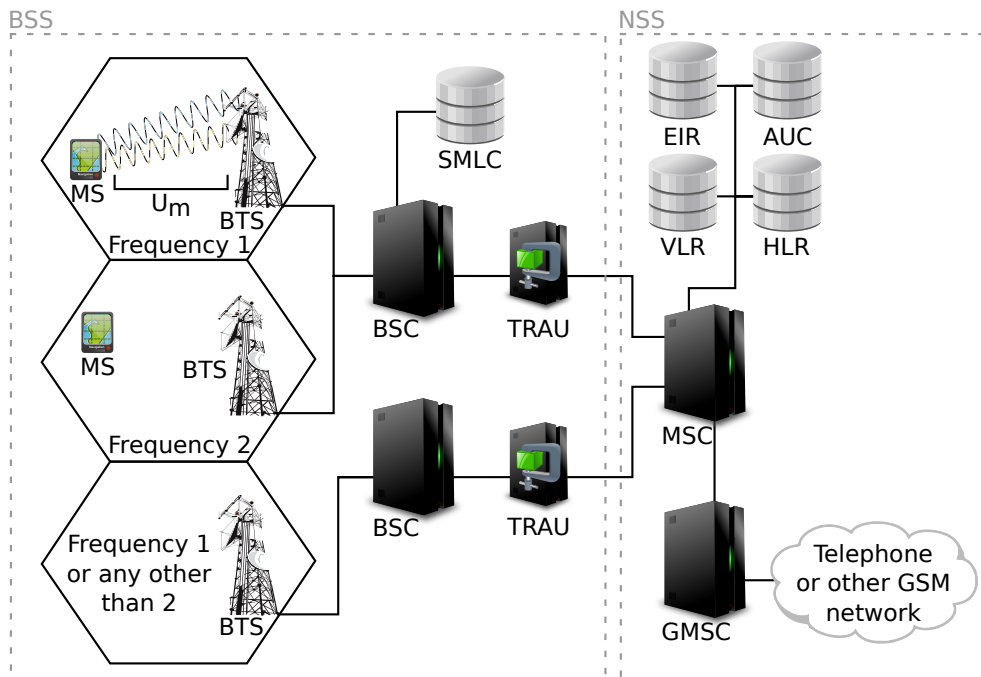 BSS
NSS
SMLC
EIR
AUC
MS
Um
BTS
VLR
HLR
Frequency 1
BSC
TRAU
MS
BTS
MSC
Frequency 2
BSC
TRAU
Frequency 1
or any other
than 2
BTS
GMSC
Telephone
or other GSM
network